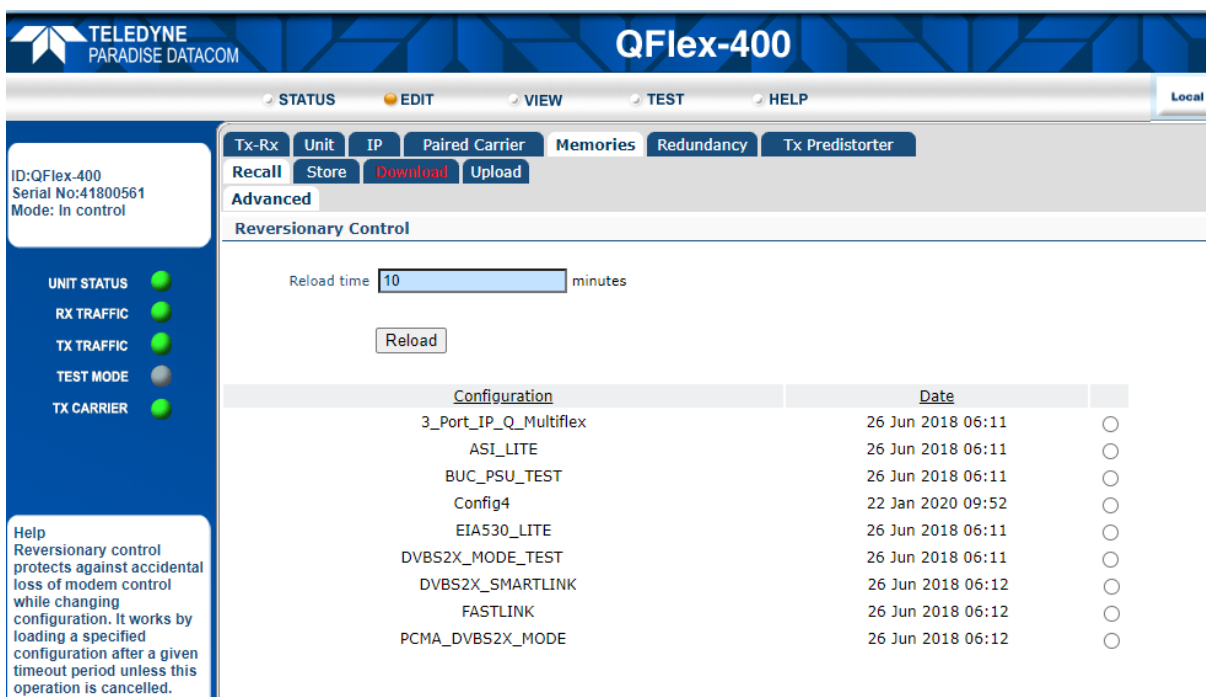 TELEDYNE
PARADISE DATACOM
QFlex-400
STATUS EDIT VIEW TEST HELP
Local
ID:QFlex-400
Serial No:41800561
Mode: In control
UNIT STATUS
RX TRAFFIC
TX TRAFFIC
TEST MODE
TX CARRIER
Help
Reversionary control
protects against accidental
loss of modem control
while changing
configuration. It works by
loading a specified
configuration after a given
timeout period unless this
operation is cancelled.
Tx-Rx Unit IP Paired Carrier Memories Redundancy Tx Predistorter
Recall Store Download Upload
Advanced
Reversionary Control
Reload time 10 minutes
Reload
Configuration Date
3_Port_IP_Q_Multiflex 26 Jun 2018 06:11
ASI_LITE 26 Jun 2018 06:11
BUC_PSU_TEST 26 Jun 2018 06:11
Config4 22 Jan 2020 09:52
EIA530_LITE 26 Jun 2018 06:11
DVBS2X_MODE_TEST 26 Jun 2018 06:11
DVBS2X_SMARTLINK 26 Jun 2018 06:12
FASTLINK 26 Jun 2018 06:12
PCMA_DVBS2X_MODE 26 Jun 2018 06:12